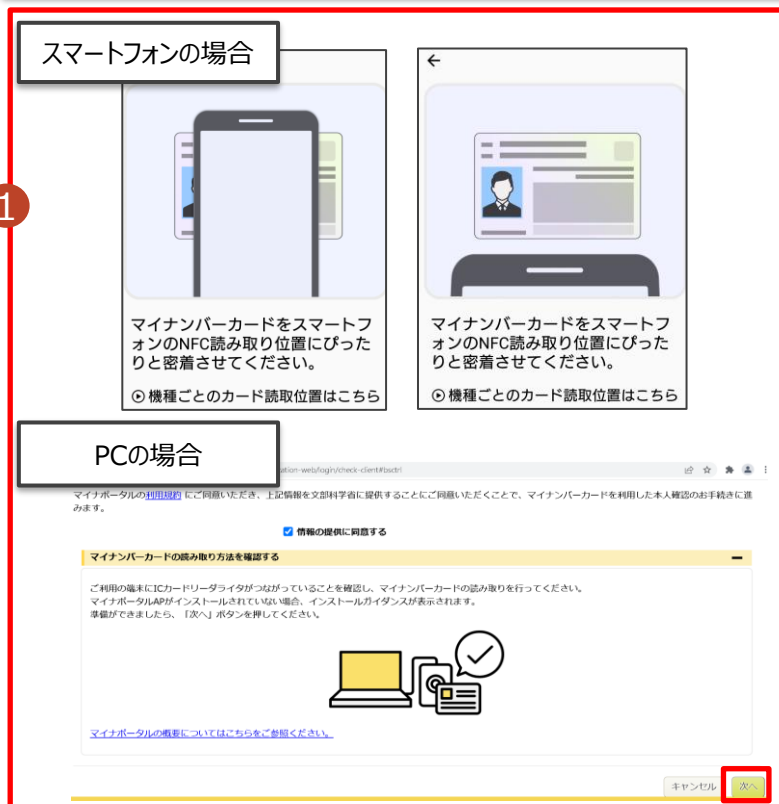 スマートフォンの場合
マイナンバーカードをスマートフ
ォンのNFC読み取り位置にぴった
りと密着させてください。
機種ごとのカード読取位置はこちら
マイナンバーカードをスマートフ
ォンのNFC読み取り位置にぴった
りと密着させてください。
機種ごとのカード読取位置はこちら
1
PCの場合
ation-web/login/check-client#bsctrl
マイナポータルの利用規約 にご同意いただき、上記情報を文部科学省に提供することにご同意いただくことで、マイナンバーカードを利用した本人確認のお手続きに進
みます。
情報の提供に同意する
マイナンバーカードの読み取り方法を確認する
ご利用の端末にICカードリーダライタがつながっていることを確認し、マイナンバーカードの読み取りを行ってください。
マイナポータルAPがインストールされていない場合、インストールガイダンスが表示されます。
準備ができましたら、「次へ」ボタンを押してください。
マイナポータルの概要についてはこちらをご参照ください。
キャンセル
次へ